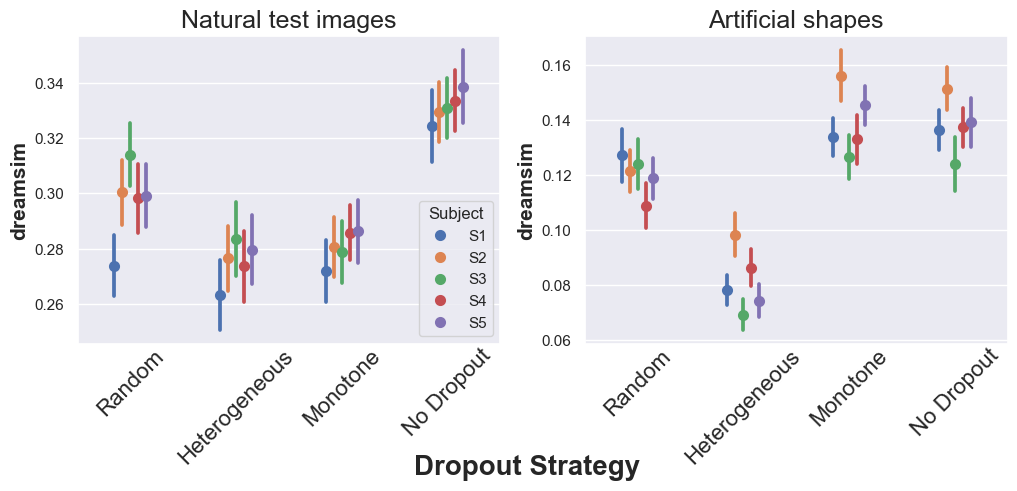 Natural test images
Artificial shapes
dreamsim
0.34
0.32
0.30
0.28
0.26
Subject
S1
S2
S3
S4
S5
Random
Heterogeneous
Monotone
No Dropout
dreamsim
0.16
0.14
0.12
0.10
0.08
0.06
Random
Heterogeneous
Monotone
No Dropout
Dropout Strategy